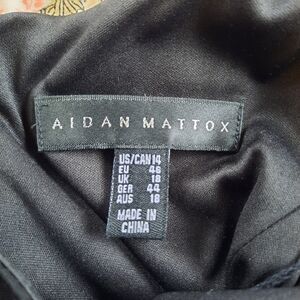 AIDAN MATTOX
US/CAN 14
EU 46
UK 18
GER 44
AUS 18
MADE IN
CHINA